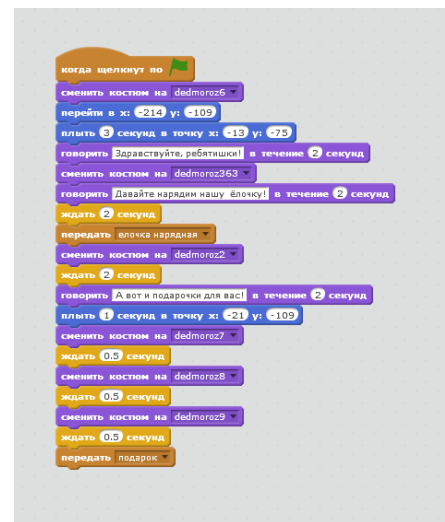 когда щелкнут по
сменить костюм на dedmoroz6
перейти в x: -214 y: -109
плыть 3 секунд в точку x: -13 y: -75
говорить Здравствуйте, ребятишки! в течение 2 секунд
сменить костюм на dedmoroz363
говорить Давайте нарядим нашу ёлочку! в течение 2 секунд
ждать 2 секунд
передать елочка нарядная
сменить костюм на dedmoroz2
ждать 2 секунд
говорить А вот и подарочки для вас! в течение 2 секунд
плыть 1 секунд в точку x: -21 y: -109
сменить костюм на dedmoroz7
ждать 0.5 секунд
сменить костюм на dedmoroz8
ждать 0.5 секунд
сменить костюм на dedmoroz9
ждать 0.5 секунд
передать подарок